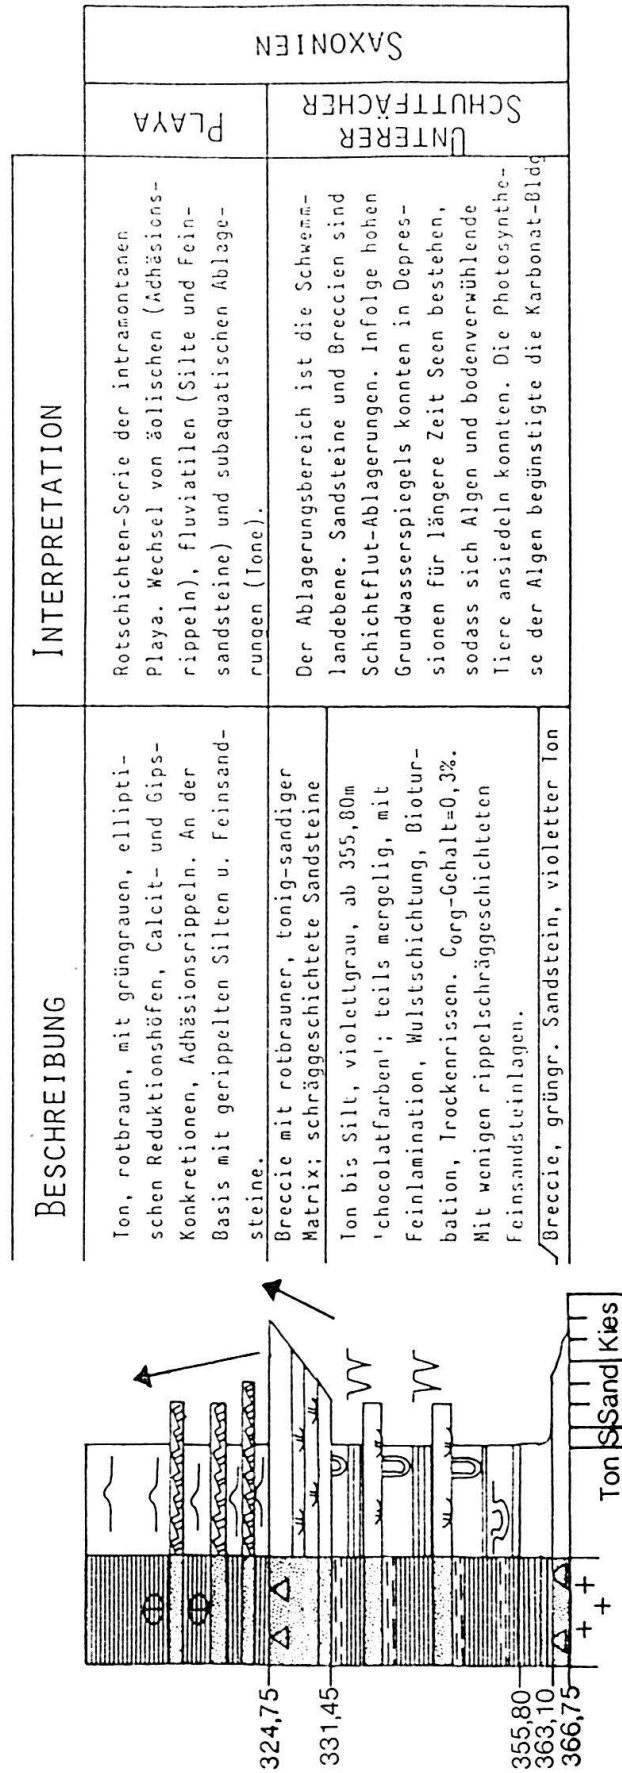 BESCHREIBUNG
INTERPRETATION
Ton, rotbraun, mit grüngrauen, ellipti-
schen Reduktionshöfen, Calcit- und Gips-
Konkretionen, Adhäsionsrippeln. An der
Basis mit gerippelten Silten u. Feinsand-
steine.
Rotschichten-Serie der intramontanen
Playa. Wechsel von äolischen (Adhäsions-
rippeln), fluviatilen (Silte und Fein-
sandsteine) und subaquatischen Ablage-
rungen (Tone).
PLAYA
SAXONIEN
324,75
Breccie mit rotbrauner, tonig-sandiger
Matrix; schräggeschichtete Sandsteine
331,45
Ton bis Silt, violettgrau, ab 355,80m
'chocolatfarben'; teils mergelig, mit
Feinlamination, Wulstschichtung, Biotur-
bation, Trockenrissen. Corg-Gehalt=0,3%.
Mit wenigen rippelschräggeschichteten
Feinsandsteinlagen.
355,80
363,10
Breccie, grüngr. Sandstein, violetter Ton
366,75
Der Ablagerungsbereich ist die Schwemm-
landebene. Sandsteine und Breccien sind
Schichtflut-Ablagerungen. Infolge hohen
Grundwasserspiegels konnten in Depres-
sionen für längere Zeit Seen bestehen,
sodass sich Algen und bodenverwühlende
Tiere ansiedeln konnten. Die Photosynthe-
se der Algen begünstigte die Karbonat-Bldg
UNTERER
SCHUTTFÄCHER
Ton S Sand Kies